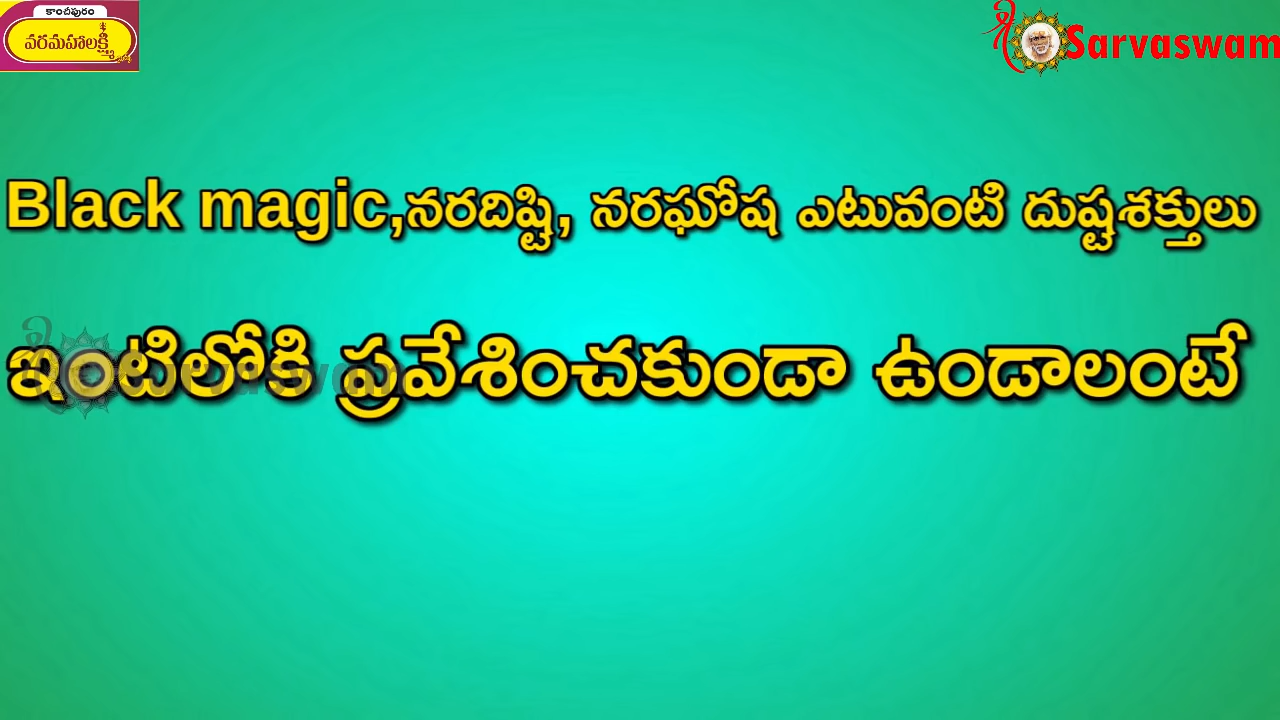 కాంచీపురం
వరమహాలక్ష్మి
శ్రీ Sarvaswam
Black magic,నరదిష్టి, నరఘోష ఎటువంటి దుష్టశక్తులు
ఇంటిలోకి ప్రవేశించకుండా ఉండాలంటే